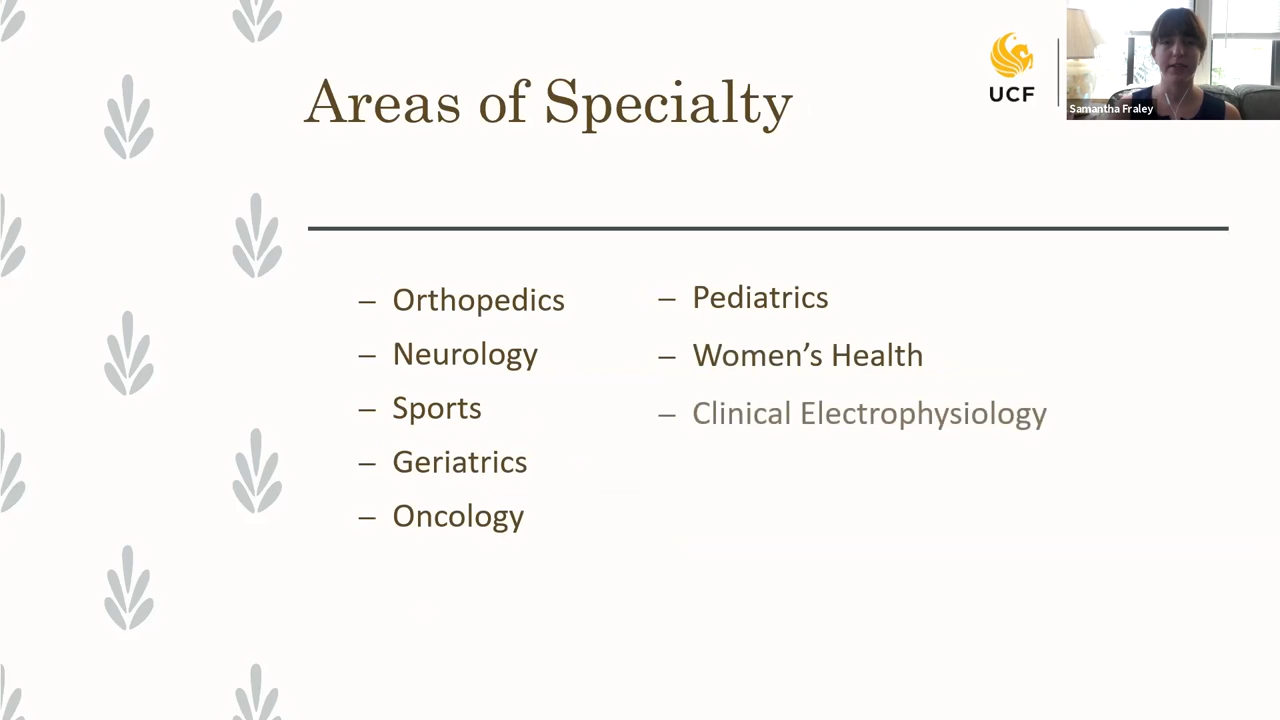 Areas of Specialty
UCF
Samantha Fraley
– Orthopedics
– Neurology
– Sports
– Geriatrics
– Oncology
– Pediatrics
– Women’s Health
– Clinical Electrophysiology